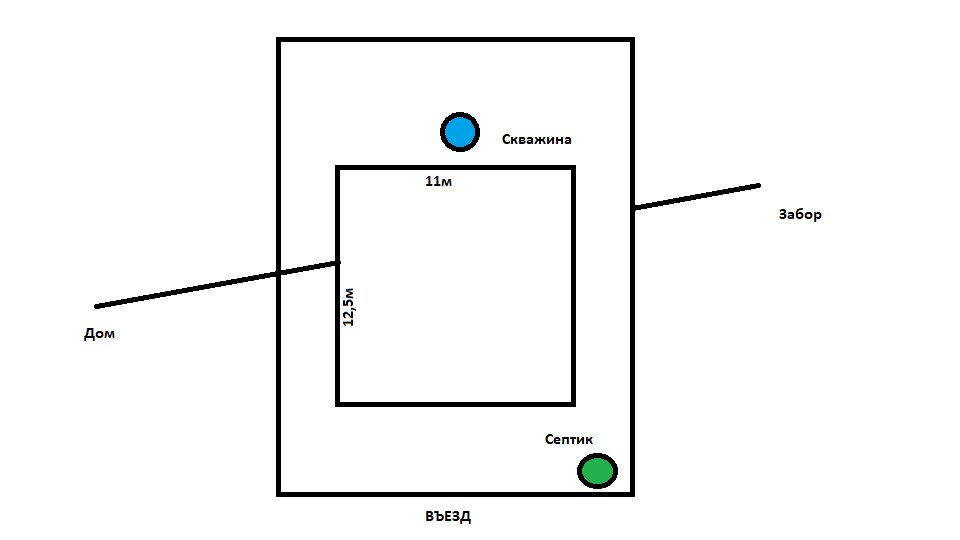 Скважина
11м
Забор
12,5м
Дом
Септик
ВЪЕЗД